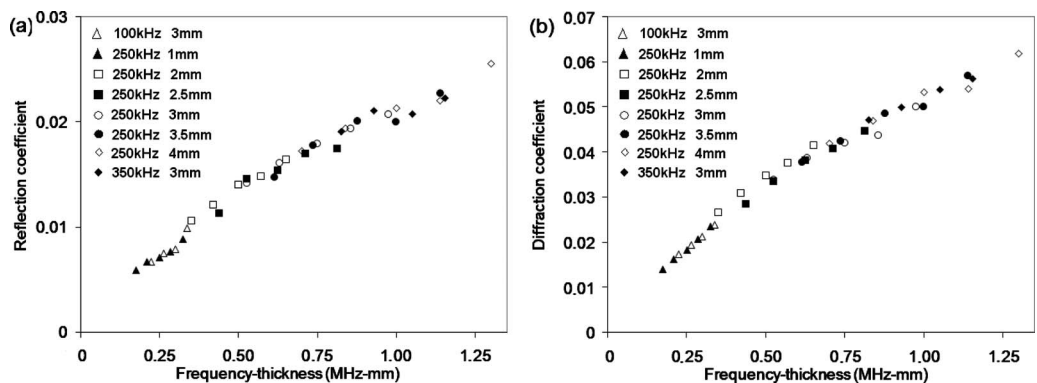 (a)
0.03
0.02
0.01
0
Reflection coefficient
100kHz 3mm
250kHz 1mm
250kHz 2mm
250kHz 2.5mm
250kHz 3mm
250kHz 3.5mm
250kHz 4mm
350kHz 3mm
0 0.25 0.50 0.75 1.00 1.25
Frequency-thickness (MHz-mm)
(b)
0.07
0.06
0.05
0.04
0.03
0.02
0.01
0.00
Diffraction coefficient
100kHz 3mm
250kHz 1mm
250kHz 2mm
250kHz 2.5mm
250kHz 3mm
250kHz 3.5mm
250kHz 4mm
350kHz 3mm
0 0.25 0.50 0.75 1.00 1.25
Frequency-thickness (MHz-mm)